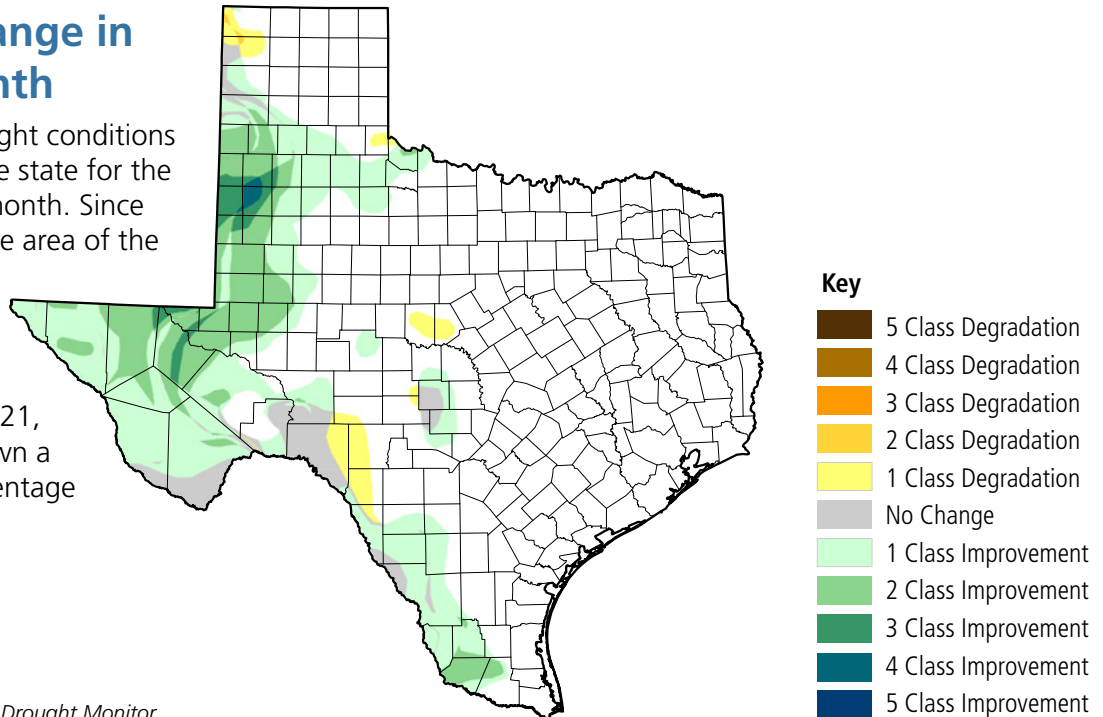 ange in
nth
ght conditions
e state for the
month. Since
e area of the
21,
wn a
entage
Drought Monitor
Key
5 Class Degradation
4 Class Degradation
3 Class Degradation
2 Class Degradation
1 Class Degradation
No Change
1 Class Improvement
2 Class Improvement
3 Class Improvement
4 Class Improvement
5 Class Improvement